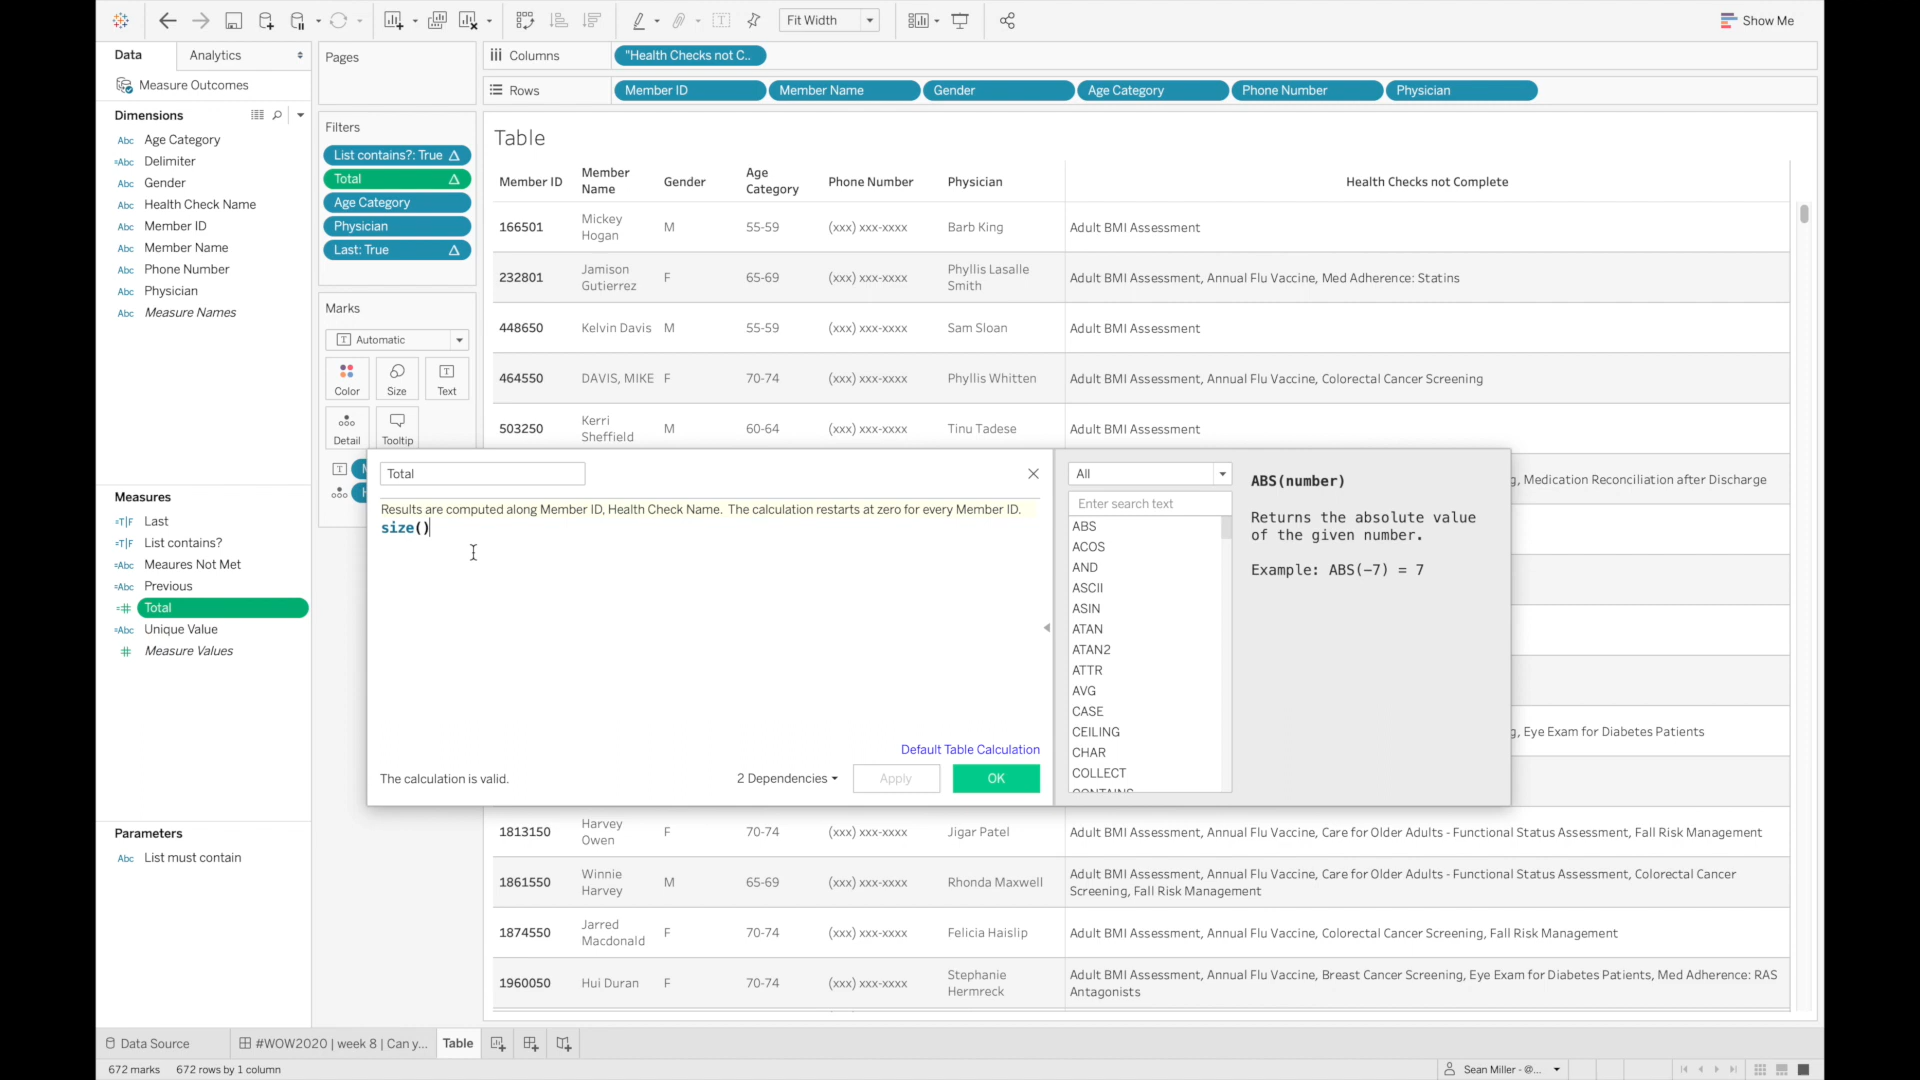 Fit Width
Show Me
Data
Analytics
Measure Outcomes
Dimensions
Abc Age Category
=Abc Delimiter
Abc Gender
Abc Health Check Name
Abc Member ID
Abc Member Name
Abc Phone Number
Abc Physician
Abc Measure Names
Measures
=T|F Last
=T|F List contains?
=Abc Meaures Not Met
=Abc Previous
=# Total
=Abc Unique Value
# Measure Values
Parameters
Abc List must contain
Pages
Filters
List contains?: True
Total
Age Category
Physician
Last: True
Marks
Automatic
Color Size Text
Detail Tooltip
Columns "Health Checks not C..
Rows Member ID Member Name Gender Age Category Phone Number Physician
Table
Member ID Member Name Gender Age Category Phone Number Physician Health Checks not Complete
166501 Mickey Hogan M 55-59 (xxx) xxx-xxxx Barb King Adult BMI Assessment
232801 Jamison Gutierrez F 65-69 (xxx) xxx-xxxx Phyllis Lasalle Smith Adult BMI Assessment, Annual Flu Vaccine, Med Adherence: Statins
448650 Kelvin Davis M 55-59 (xxx) xxx-xxxx Sam Sloan Adult BMI Assessment
464550 DAVIS, MIKE F 70-74 (xxx) xxx-xxxx Phyllis Whitten Adult BMI Assessment, Annual Flu Vaccine, Colorectal Cancer Screening
503250 Kerri Sheffield M 60-64 (xxx) xxx-xxxx Tinu Tadese Adult BMI Assessment
g, Medication Reconciliation after Discharge
g, Eye Exam for Diabetes Patients
Total
Results are computed along Member ID, Health Check Name. The calculation restarts at zero for every Member ID.
size()
Default Table Calculation
The calculation is valid.
2 Dependencies
Apply
OK
All
Enter search text
ABS
ACOS
AND
ASCII
ASIN
ATAN
ATAN2
ATTR
AVG
CASE
CEILING
CHAR
COLLECT
CONTAINS
ABS(number)
Returns the absolute value
of the given number.
Example: ABS(-7) = 7
1813150 Harvey Owen F 70-74 (xxx) xxx-xxxx Jigar Patel Adult BMI Assessment, Annual Flu Vaccine, Care for Older Adults - Functional Status Assessment, Fall Risk Management
1861550 Winnie Harvey M 65-69 (xxx) xxx-xxxx Rhonda Maxwell Adult BMI Assessment, Annual Flu Vaccine, Care for Older Adults - Functional Status Assessment, Colorectal Cancer Screening, Fall Risk Management
1874550 Jarred Macdonald F 70-74 (xxx) xxx-xxxx Felicia Haislip Adult BMI Assessment, Annual Flu Vaccine, Colorectal Cancer Screening, Fall Risk Management
1960050 Hui Duran F 70-74 (xxx) xxx-xxxx Stephanie Hermreck Adult BMI Assessment, Annual Flu Vaccine, Breast Cancer Screening, Eye Exam for Diabetes Patients, Med Adherence: RAS Antagonists
Data Source
#WOW2020 | week 8 | Can y...
Table
672 marks
672 rows by 1 column
Sean Miller - @...